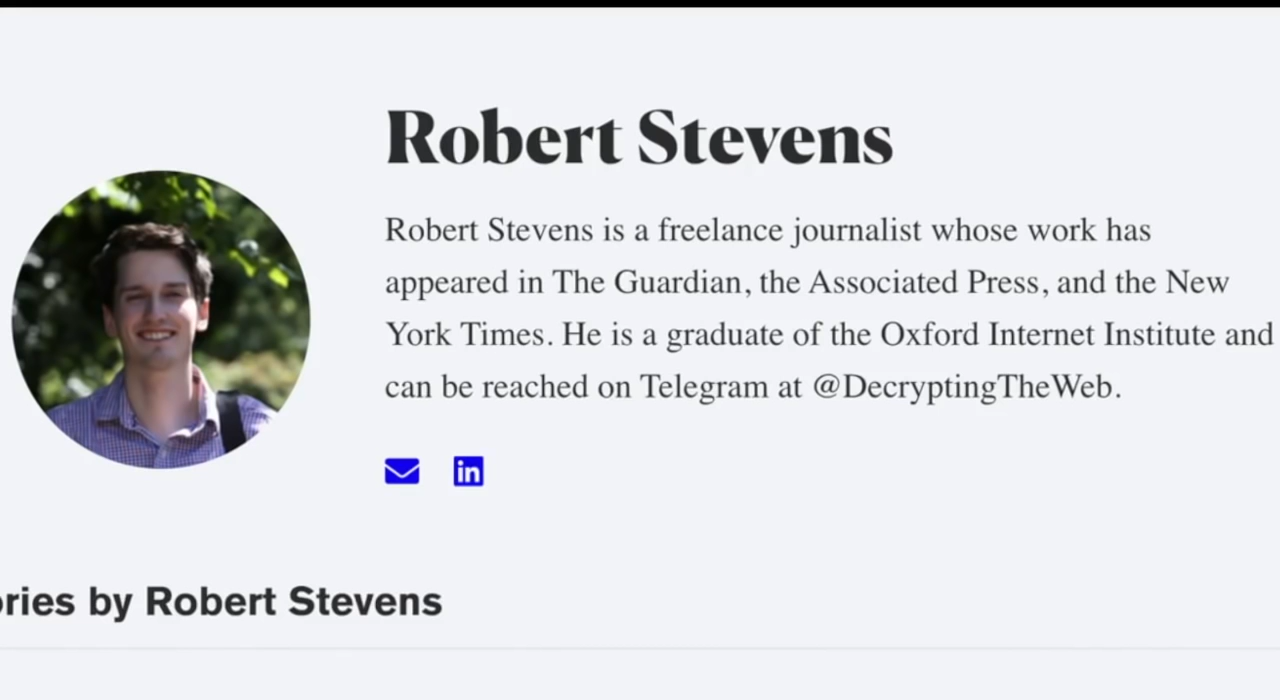 Robert Stevens
Robert Stevens is a freelance journalist whose work has
appeared in The Guardian, the Associated Press, and the New
York Times. He is a graduate of the Oxford Internet Institute and
can be reached on Telegram at @DecryptingTheWeb.
in
ories by Robert Stevens